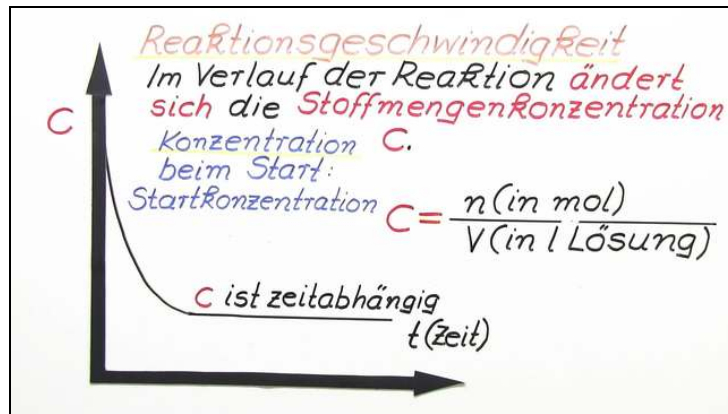 Reaktionsgeschwindigkeit
Im Verlauf der Reaktion ändert
sich die Stoffmengenkonzentration
C.
C
Konzentration
beim Start:
Startkonzentration
C = n (in mol)
V (in l Lösung)
C ist zeitabhängig
t (Zeit)